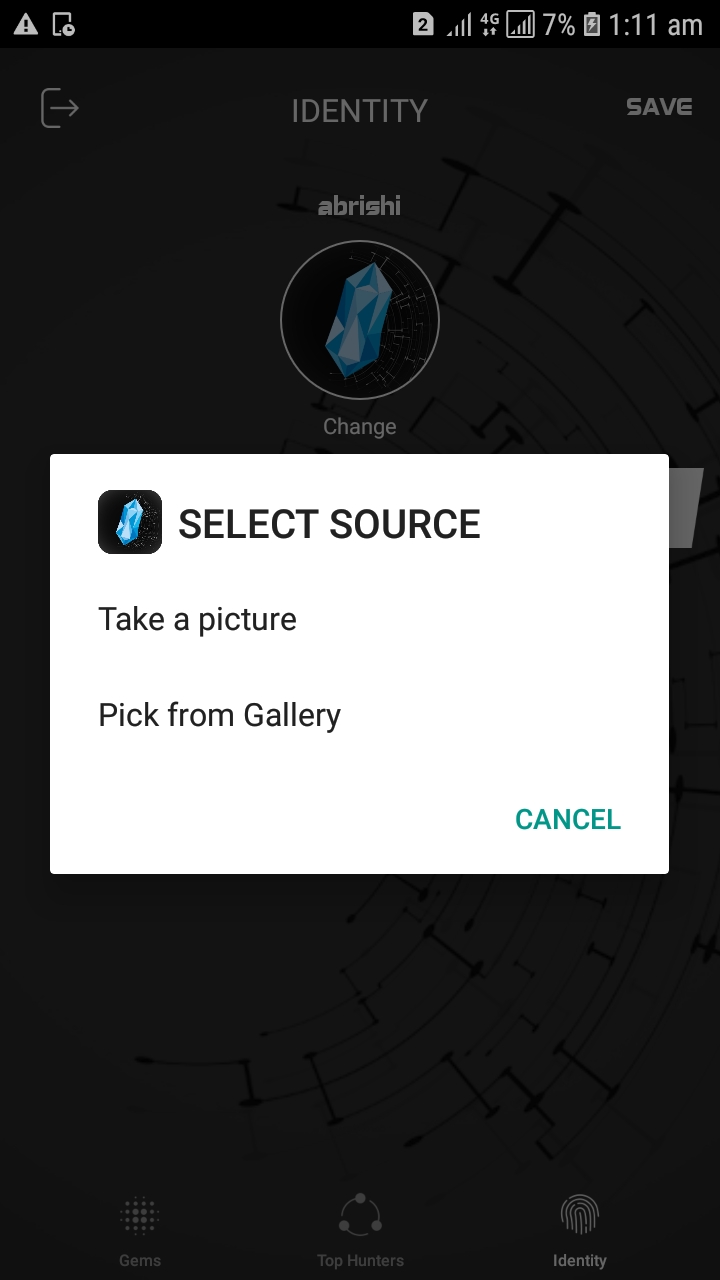 2 4G 7% 1:11 am
IDENTITY SAVE
abrishi
Change
SELECT SOURCE
Take a picture
Pick from Gallery
CANCEL
Gems Top Hunters Identity